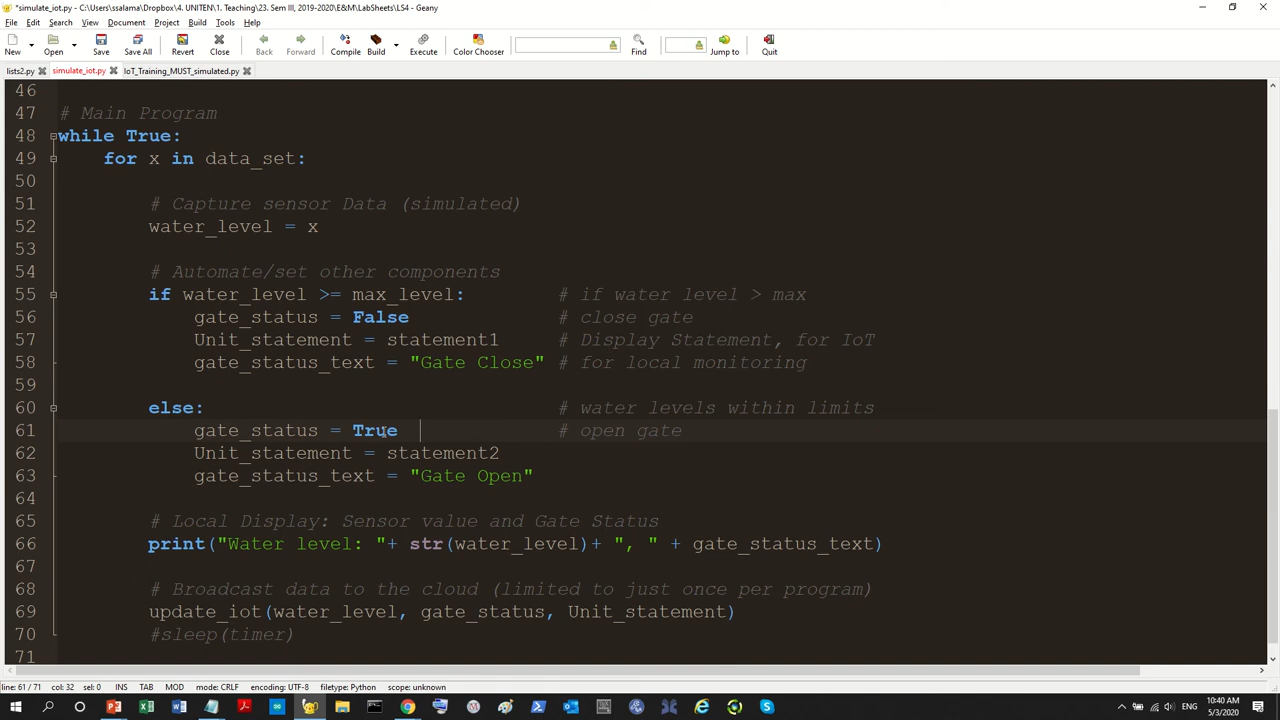 *simulate_iot.py - C:\Users\ssalama\Dropbox\4. UNITEN\1. Teaching\23. Sem III, 2019-2020\E&M\LabSheets\LS4 - Geany
File Edit Search View Document Project Build Tools Help
New Open Save Save All Revert Close Back Forward Compile Build Execute Color Chooser Find Jump to Quit
lists2.py simulate_iot.py IoT_Training_MUST_simulated.py
46
47 # Main Program
48 while True:
49 for x in data_set:
50
51 # Capture sensor Data (simulated)
52 water_level = x
53
54 # Automate/set other components
55 if water_level >= max_level: # if water level > max
56 gate_status = False # close gate
57 Unit_statement = statement1 # Display Statement, for IoT
58 gate_status_text = "Gate Close" # for local monitoring
59
60 else: # water levels within limits
61 gate_status = True # open gate
62 Unit_statement = statement2
63 gate_status_text = "Gate Open"
64
65 # Local Display: Sensor value and Gate Status
66 print("Water level: "+ str(water_level)+ ", " + gate_status_text)
67
68 # Broadcast data to the cloud (limited to just once per program)
69 update_iot(water_level, gate_status, Unit_statement)
70 #sleep(timer)
71
line: 61 / 71 col: 32 sel: 0 INS TAB MOD mode: CRLF encoding: UTF-8 filetype: Python scope: unknown
ENG 10:40 AM
5/3/2020